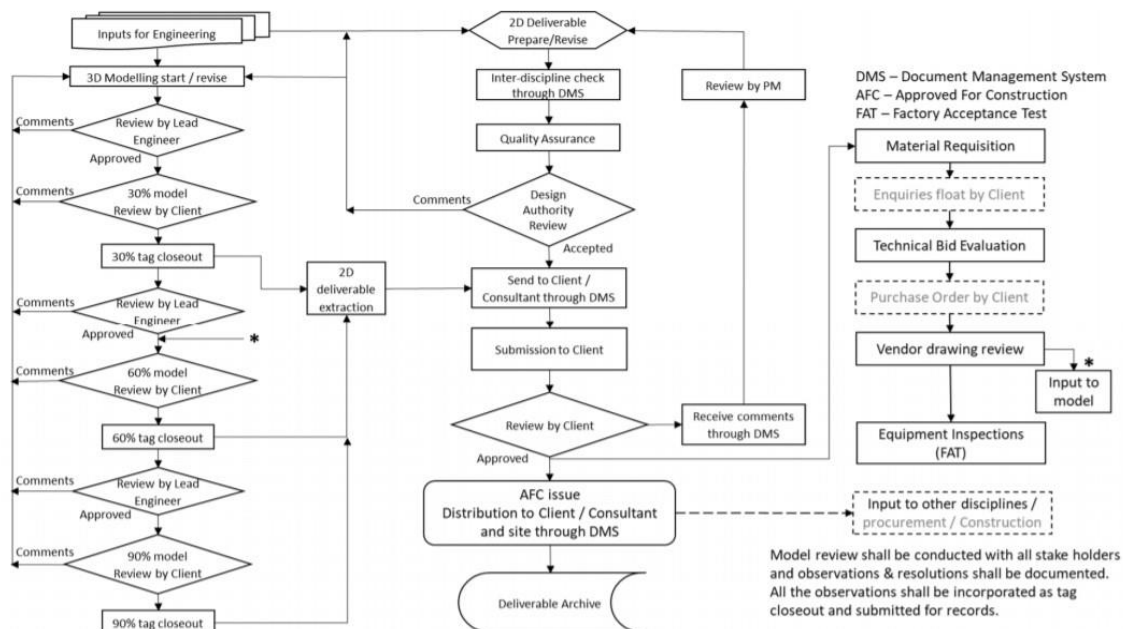 Inputs for Engineering
3D Modelling start / revise
Comments
Review by Lead
Engineer
Approved
Comments
30% model
Review by Client
30% tag closeout
Comments
Review by Lead
Engineer
Approved
*
Comments
60% model
Review by Client
60% tag closeout
Comments
Review by Lead
Engineer
Approved
Comments
90% model
Review by Client
90% tag closeout
2D
deliverable
extraction
2D Deliverable
Prepare/Revise
Inter-discipline check
through DMS
Quality Assurance
Comments
Design
Authority
Review
Accepted
Send to Client /
Consultant through DMS
Submission to Client
Review by Client
Approved
AFC issue
Distribution to Client / Consultant
and site through DMS
Deliverable Archive
Review by PM
Receive comments
through DMS
DMS – Document Management System
AFC – Approved For Construction
FAT – Factory Acceptance Test
Material Requisition
Enquiries float by Client
Technical Bid Evaluation
Purchase Order by Client
Vendor drawing review
*
Input to
model
Equipment Inspections
(FAT)
Input to other disciplines /
procurement / Construction
Model review shall be conducted with all stake holders
and observations & resolutions shall be documented.
All the observations shall be incorporated as tag
closeout and submitted for records.